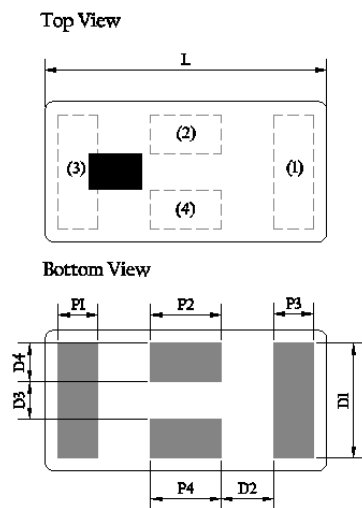 Top View
L
(2)
(3)
(1)
(4)
Bottom View
P1
P2
P3
D4
D3
D1
P4
D2